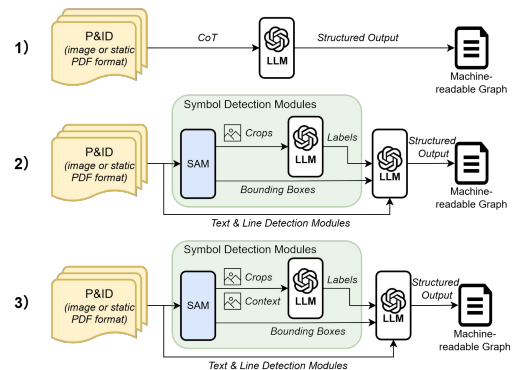 1)
P&ID
(image or static
PDF format)
CoT
LLM
Structured Output
Machine-
readable Graph
2)
P&ID
(image or static
PDF format)
Symbol Detection Modules
SAM
Crops
LLM
Labels
Bounding Boxes
LLM
Structured
Output
Machine-
readable Graph
Text & Line Detection Modules
3)
P&ID
(image or static
PDF format)
Symbol Detection Modules
SAM
Crops
Context
LLM
Labels
Bounding Boxes
LLM
Structured
Output
Machine-
readable Graph
Text & Line Detection Modules